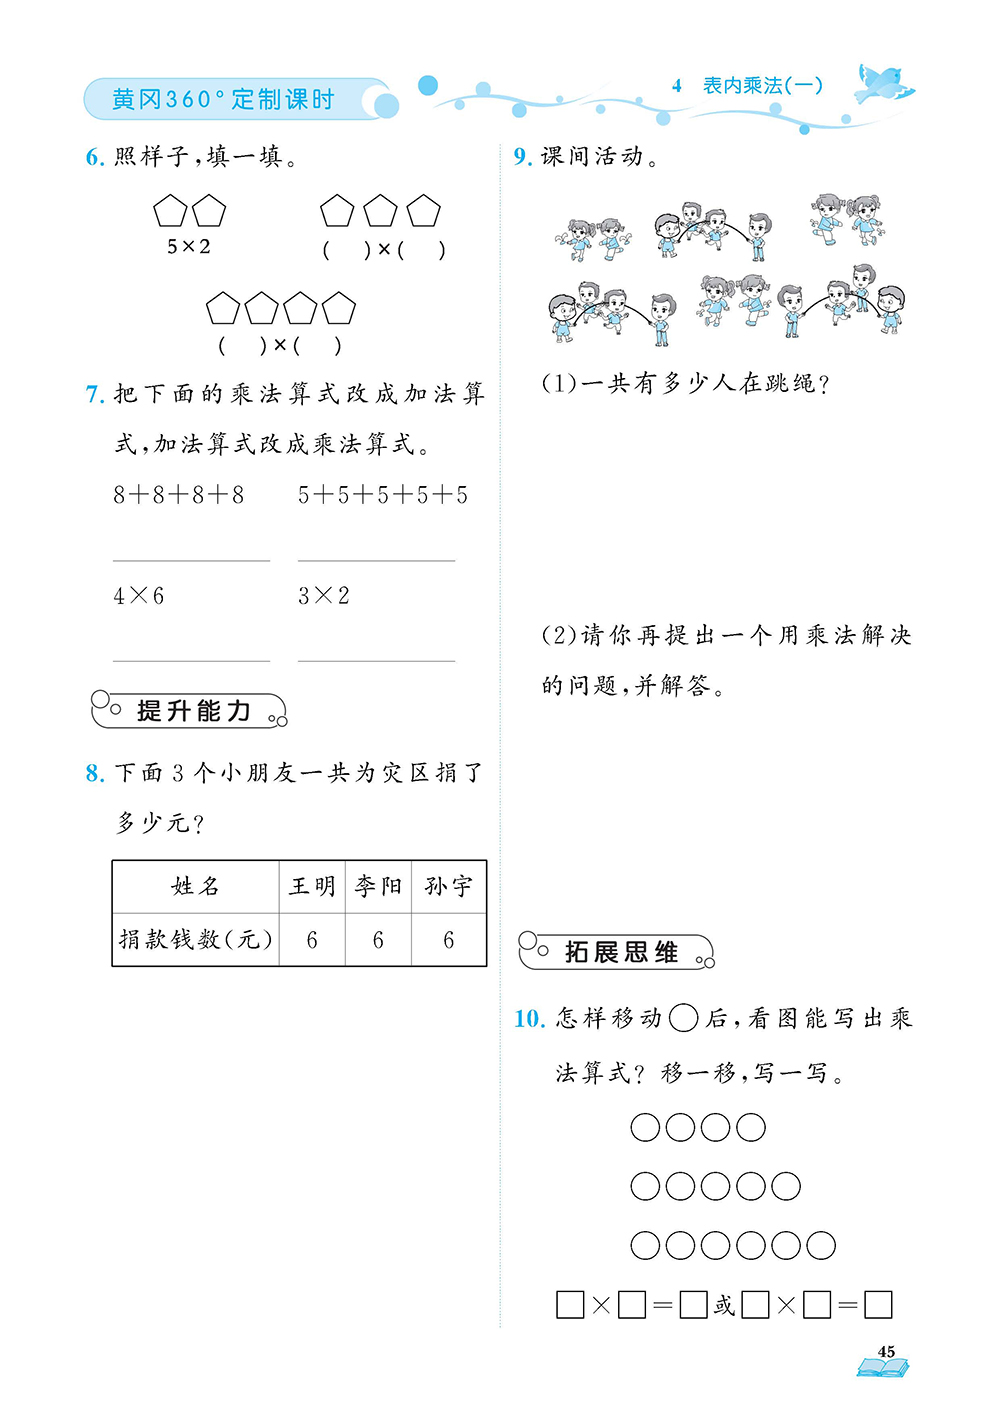 黄冈360°定制课时
4 表内乘法(一)
6. 照样子,填一填。
5×2
( )×( )
( )×( )
7. 把下面的乘法算式改成加法算
式,加法算式改成乘法算式。
8+8+8+8 5+5+5+5+5
4×6 3×2
提升能力
8. 下面3个小朋友一共为灾区捐了
多少元?
姓名 王明 李阳 孙宇
捐款钱数(元) 6 6 6
9. 课间活动。
(1)一共有多少人在跳绳?
(2)请你再提出一个用乘法解决
的问题,并解答。
拓展思维
10. 怎样移动○后,看图能写出乘
法算式? 移一移,写一写。
□×□=□或□×□=□
45